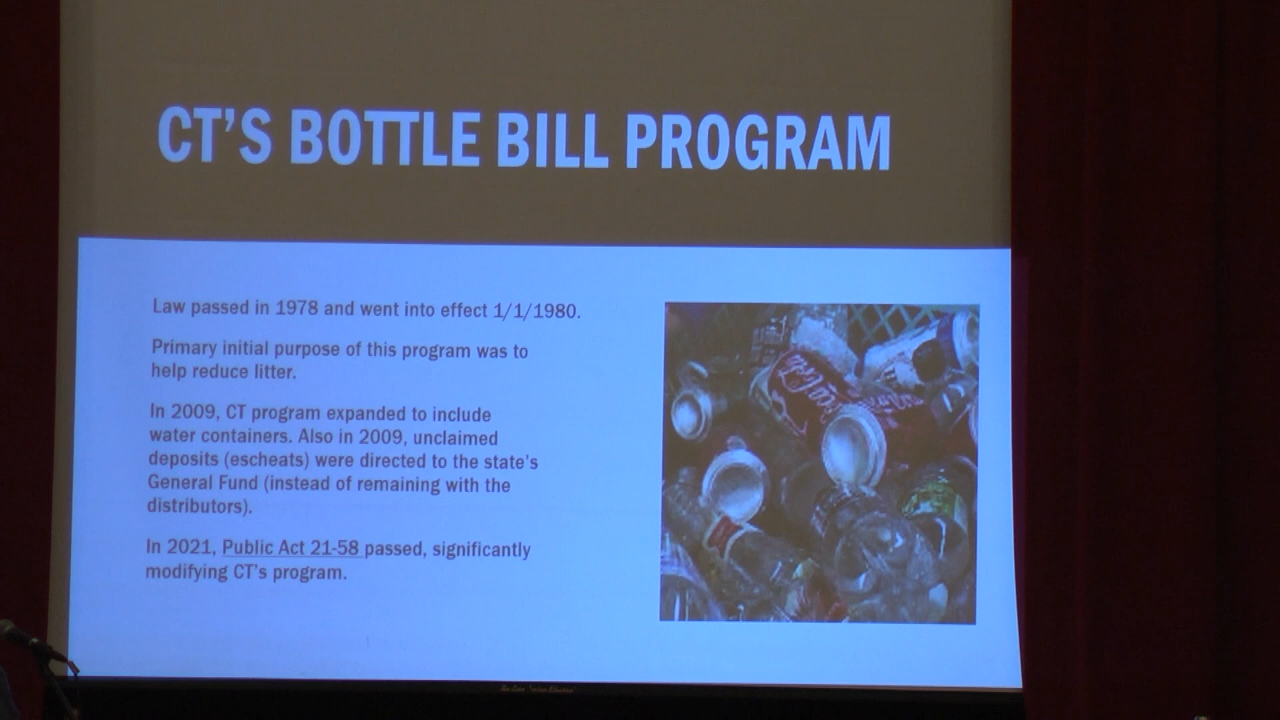 CT'S BOTTLE BILL PROGRAM
Law passed in 1978 and went into effect 1/1/1980.
Primary initial purpose of this program was to
help reduce litter.
In 2009, CT program expanded to include
water containers. Also in 2009, unclaimed
deposits (escheats) were directed to the state's
General Fund (instead of remaining with the
distributors).
In 2021, Public Act 21-58 passed, significantly
modifying CT's program.
Coca-Cola